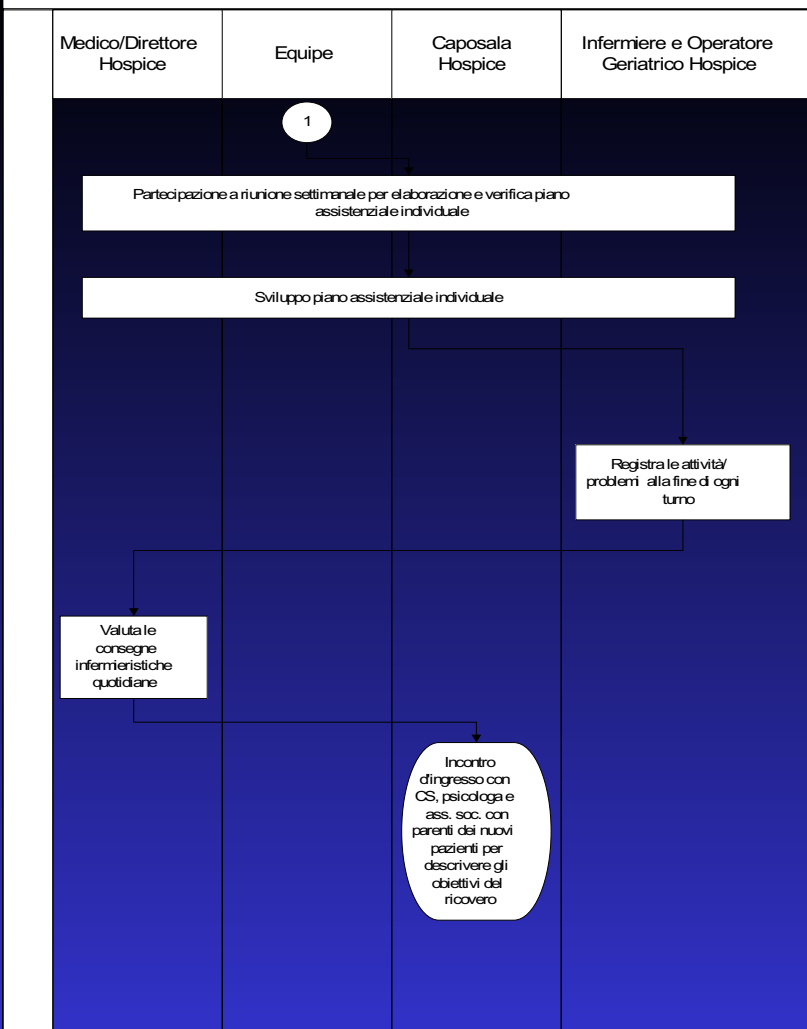 Medico/Direttore
Hospice
Equipe
Caposala
Hospice
Infermiere e Operatore
Geriatrico Hospice
1
Partecipazione a riunione settimanale per elaborazione e verifica piano
assistenziale individuale
Sviluppo piano assistenziale individuale
Registra le attività/
problemi alla fine di ogni
turno
Valuta le
consegne
infermieristiche
quotidiane
Incontro
d'ingresso con
CS, psicologa e
ass. soc. con
parenti dei nuovi
pazienti per
descrivere gli
obiettivi del
ricovero